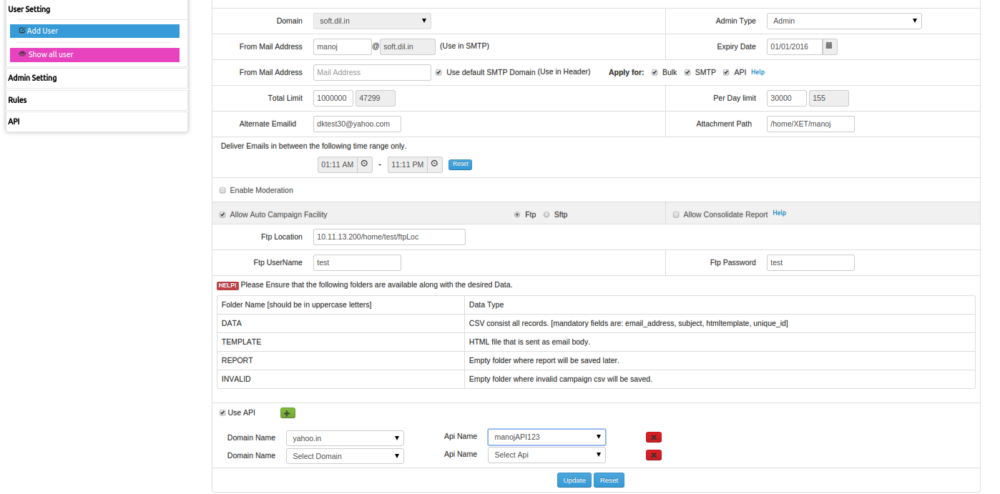 User Setting
Add User
Show all user
Admin Setting
Rules
API
Domain soft.dil.in Admin Type Admin
From Mail Address manoj @ soft.dil.in (Use in SMTP) Expiry Date 01/01/2016
From Mail Address Mail Address Use default SMTP Domain (Use in Header) Apply for: Bulk SMTP API Help
Total Limit 1000000 47299 Per Day limit 30000 155
Alternate Emailid dktest30@yahoo.com Attachment Path /home/XET/manoj
Deliver Emails in between the following time range only.
01:11 AM - 11:11 PM Reset
Enable Moderation
Allow Auto Campaign Facility Ftp Sftp Allow Consolidate Report Help
Ftp Location 10.11.13.200/home/test/ftpLoc
Ftp UserName test Ftp Password test
HELP! Please Ensure that the following folders are available along with the desired Data.
Folder Name [should be in uppercase letters] Data Type
DATA CSV consist all records. [mandatory fields are: email_address, subject, htmltemplate, unique_id]
TEMPLATE HTML file that is sent as email body.
REPORT Empty folder where report will be saved later.
INVALID Empty folder where invalid campaign csv will be saved.
Use API
Domain Name yahoo.in Api Name manojAPI123
Domain Name Select Domain Api Name Select Api
Update Reset